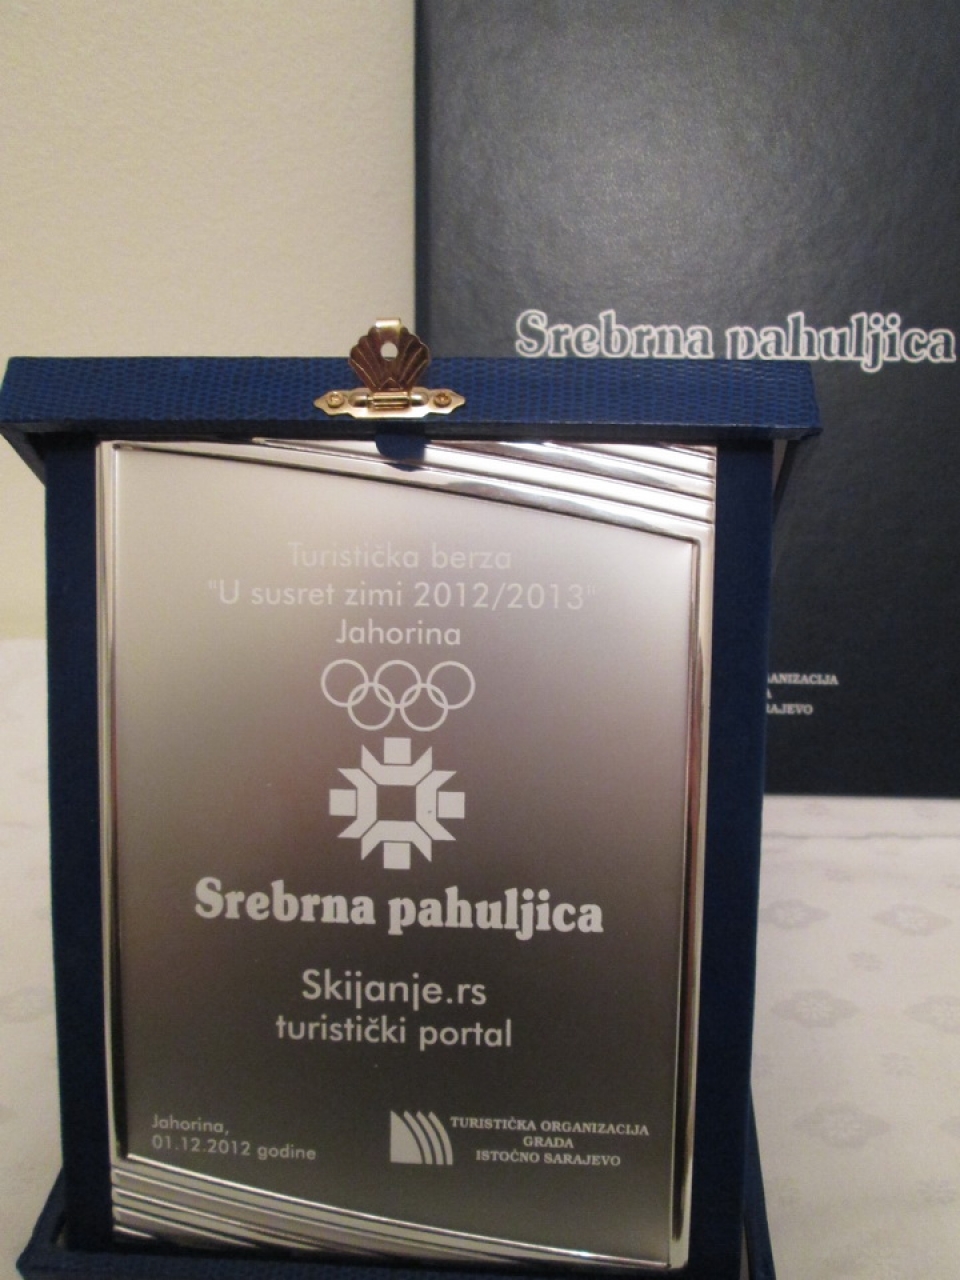 Srebrna pahuljica
Turistička berza
"U susret zimi 2012/2013"
Jahorina
Srebrna pahuljica
Skijanje.rs
turistički portal
Jahorina,
01.12.2012 godine
TURISTIČKA ORGANIZACIJA
GRADA
ISTOČNO SARAJEVO